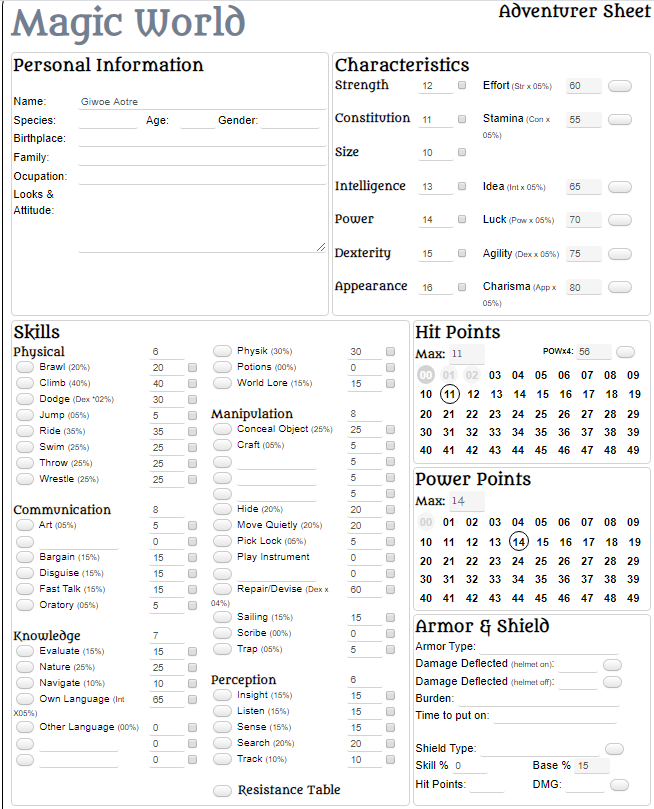 Magic World
Adventurer Sheet
Personal Information
Name: Giwoe Aotre
Species: Age: Gender:
Birthplace:
Family:
Ocupation:
Looks &
Attitude:
Characteristics
Strength 12 Effort (Str x 05%) 60
Constitution 11 Stamina (Con x 05%) 55
Size 10
Intelligence 13 Idea (Int x 05%) 65
Power 14 Luck (Pow x 05%) 70
Dexterity 15 Agility (Dex x 05%) 75
Appearance 16 Charisma (App x 05%) 80
Skills
Physical 6
Brawl (20%) 20
Climb (40%) 40
Dodge (Dex *02%) 30
Jump (05%) 5
Ride (35%) 35
Swim (25%) 25
Throw (25%) 25
Wrestle (25%) 25
Communication 8
Art (05%) 5
0
Bargain (15%) 15
Disguise (15%) 15
Fast Talk (15%) 15
Oratory (05%) 5
Knowledge 7
Evaluate (15%) 15
Nature (25%) 25
Navigate (10%) 10
Own Language (Int X05%) 65
Other Language (00%) 0
0
0
Physik (30%) 30
Potions (00%) 0
World Lore (15%) 15
Manipulation 8
Conceal Object (25%) 25
Craft (05%) 5
5
5
5
Hide (20%) 20
Move Quietly (20%) 20
Pick Lock (05%) 5
Play Instrument 0
0
Repair/Devise (Dex x 04%) 60
Sailing (15%) 15
Scribe (00%) 0
Trap (05%) 5
Perception 6
Insight (15%) 15
Listen (15%) 15
Sense (15%) 15
Search (20%) 20
Track (10%) 10
Resistance Table
Hit Points
Max: 11 POWx4: 56
00 01 02 03 04 05 06 07 08 09
10 11 12 13 14 15 16 17 18 19
20 21 22 23 24 25 26 27 28 29
30 31 32 33 34 35 36 37 38 39
40 41 42 43 44 45 46 47 48 49
Power Points
Max: 14
00 01 02 03 04 05 06 07 08 09
10 11 12 13 14 15 16 17 18 19
20 21 22 23 24 25 26 27 28 29
30 31 32 33 34 35 36 37 38 39
40 41 42 43 44 45 46 47 48 49
Armor & Shield
Armor Type:
Damage Deflected (helmet on):
Damage Deflected (helmet off):
Burden:
Time to put on:
Shield Type:
Skill % 0 Base % 15
Hit Points: DMG: